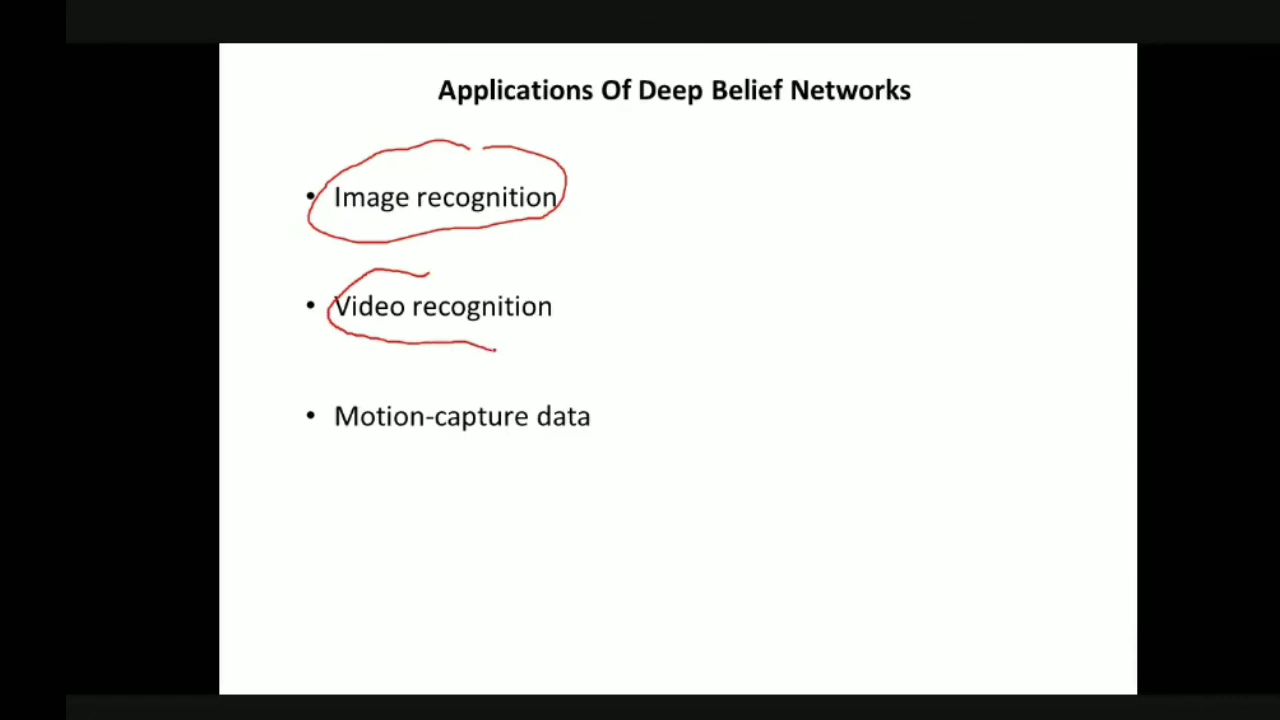 Applications Of Deep Belief Networks
• Image recognition
• Video recognition
• Motion-capture data